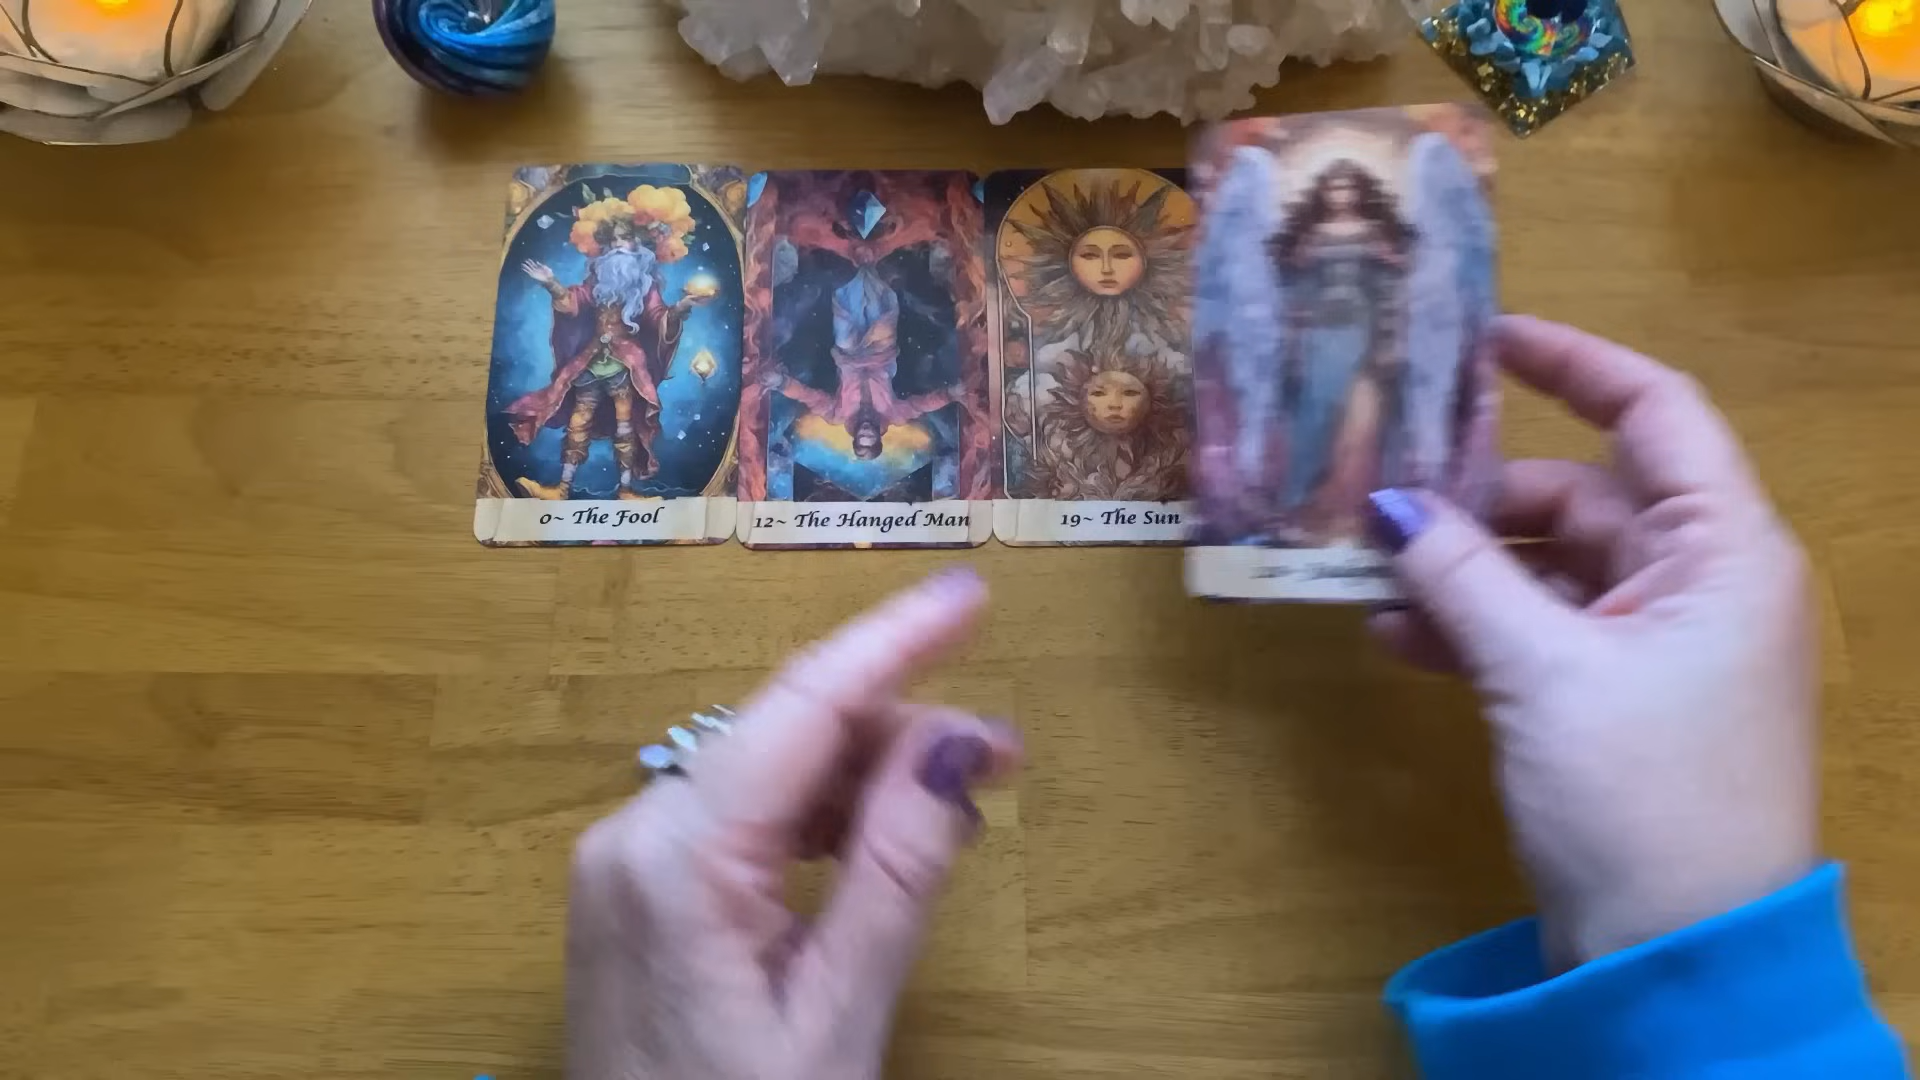 0~ The Fool
12~ The Hanged Man
19~ The Sun